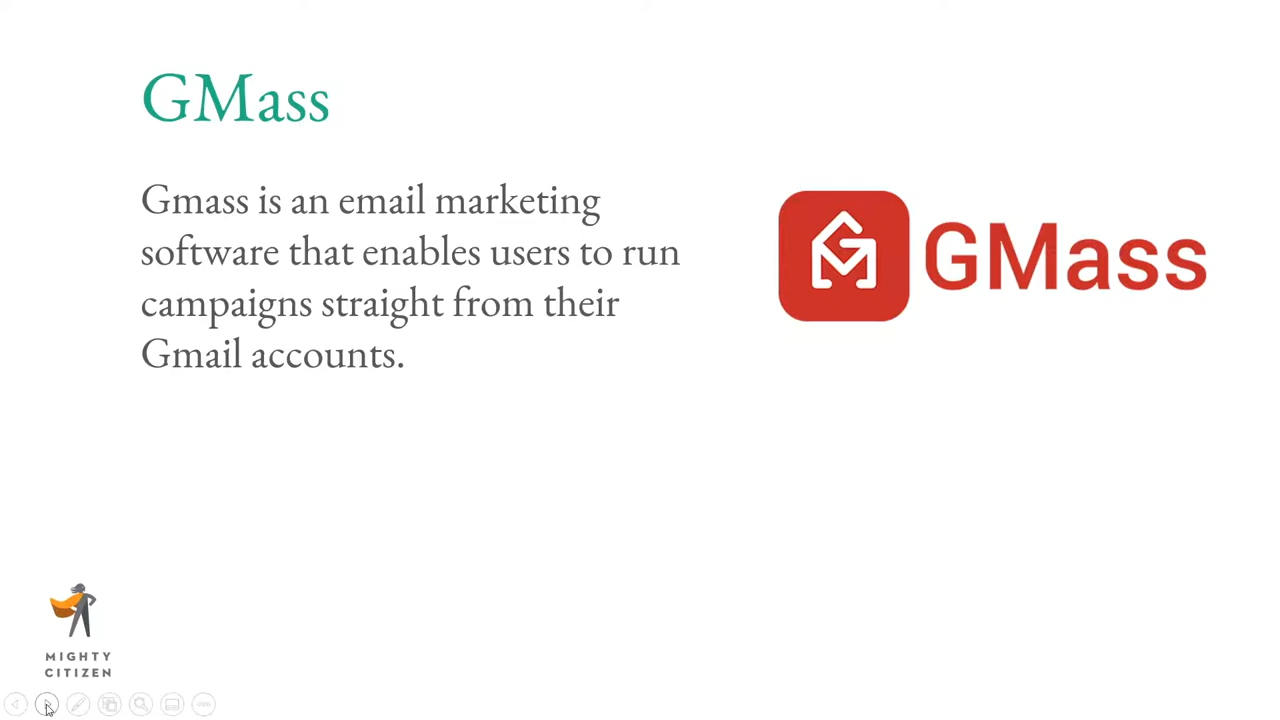 GMass
Gmass is an email marketing
software that enables users to run
campaigns straight from their
Gmail accounts.
GMass
MIGHTY
CITIZEN